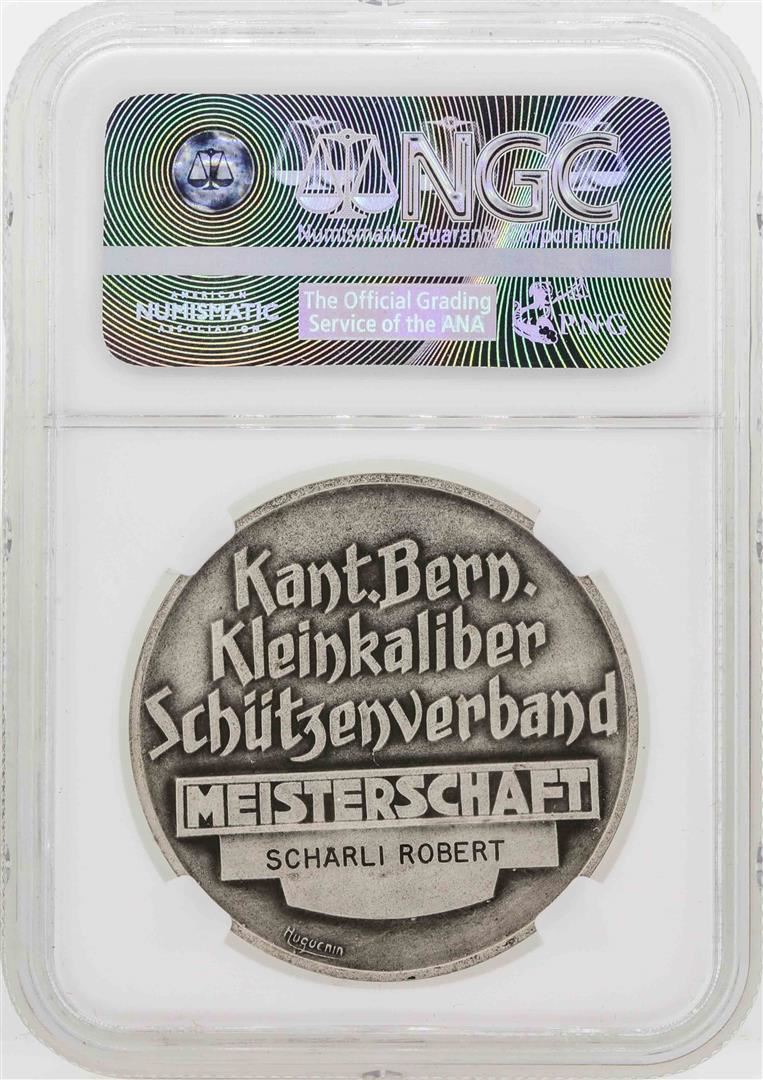 NGC
Numismatic Guaranty Corporation
AMERICAN
NUMISMATIC
ASSOCIATION
The Official Grading
Service of the ANA
PNG
Kant.Bern.
Kleinkaliber
Schützenverband
MEISTERSCHAFT
SCHÄRLI ROBERT
Huguenin